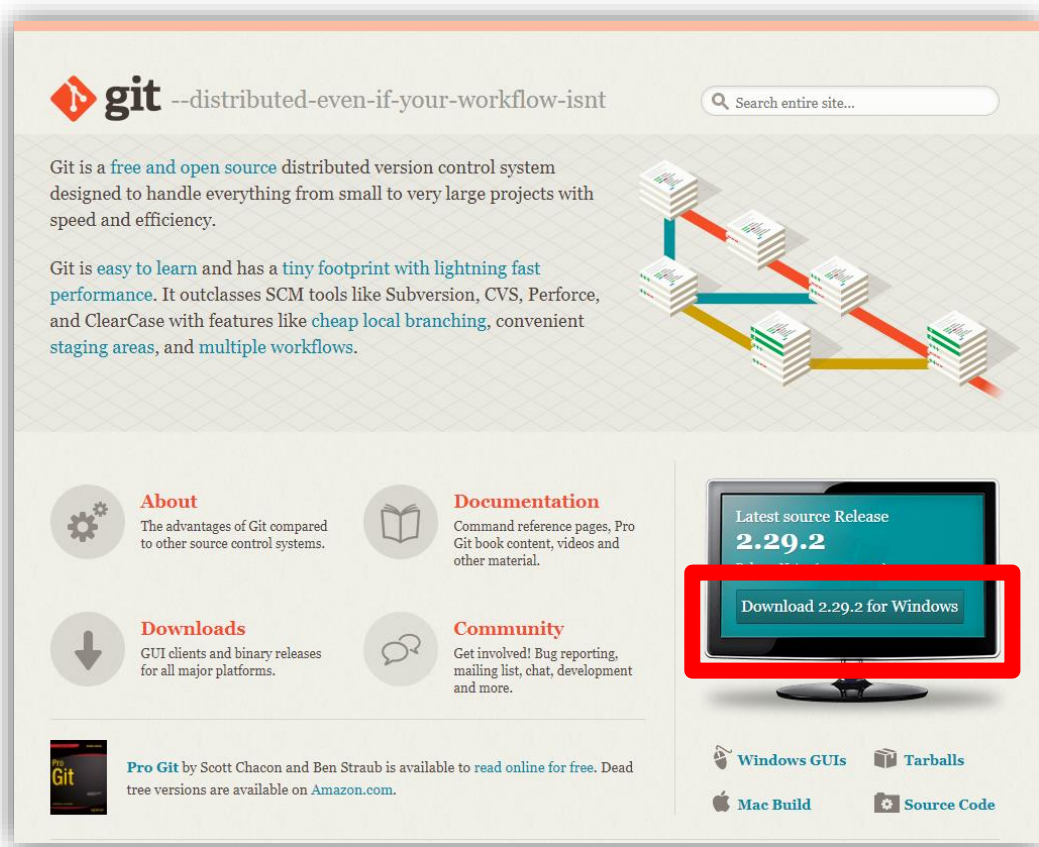 git --distributed-even-if-your-workflow-isnt
Search entire site...
Git is a free and open source distributed version control system
designed to handle everything from small to very large projects with
speed and efficiency.
Git is easy to learn and has a tiny footprint with lightning fast
performance. It outclasses SCM tools like Subversion, CVS, Perforce,
and ClearCase with features like cheap local branching, convenient
staging areas, and multiple workflows.
About
The advantages of Git compared
to other source control systems.
Documentation
Command reference pages, Pro
Git book content, videos and
other material.
Downloads
GUI clients and binary releases
for all major platforms.
Community
Get involved! Bug reporting,
mailing list, chat, development
and more.
Latest source Release
2.29.2
Download 2.29.2 for Windows
Pro
Git
Pro Git by Scott Chacon and Ben Straub is available to read online for free. Dead
tree versions are available on Amazon.com.
Windows GUIs
Tarballs
Mac Build
Source Code